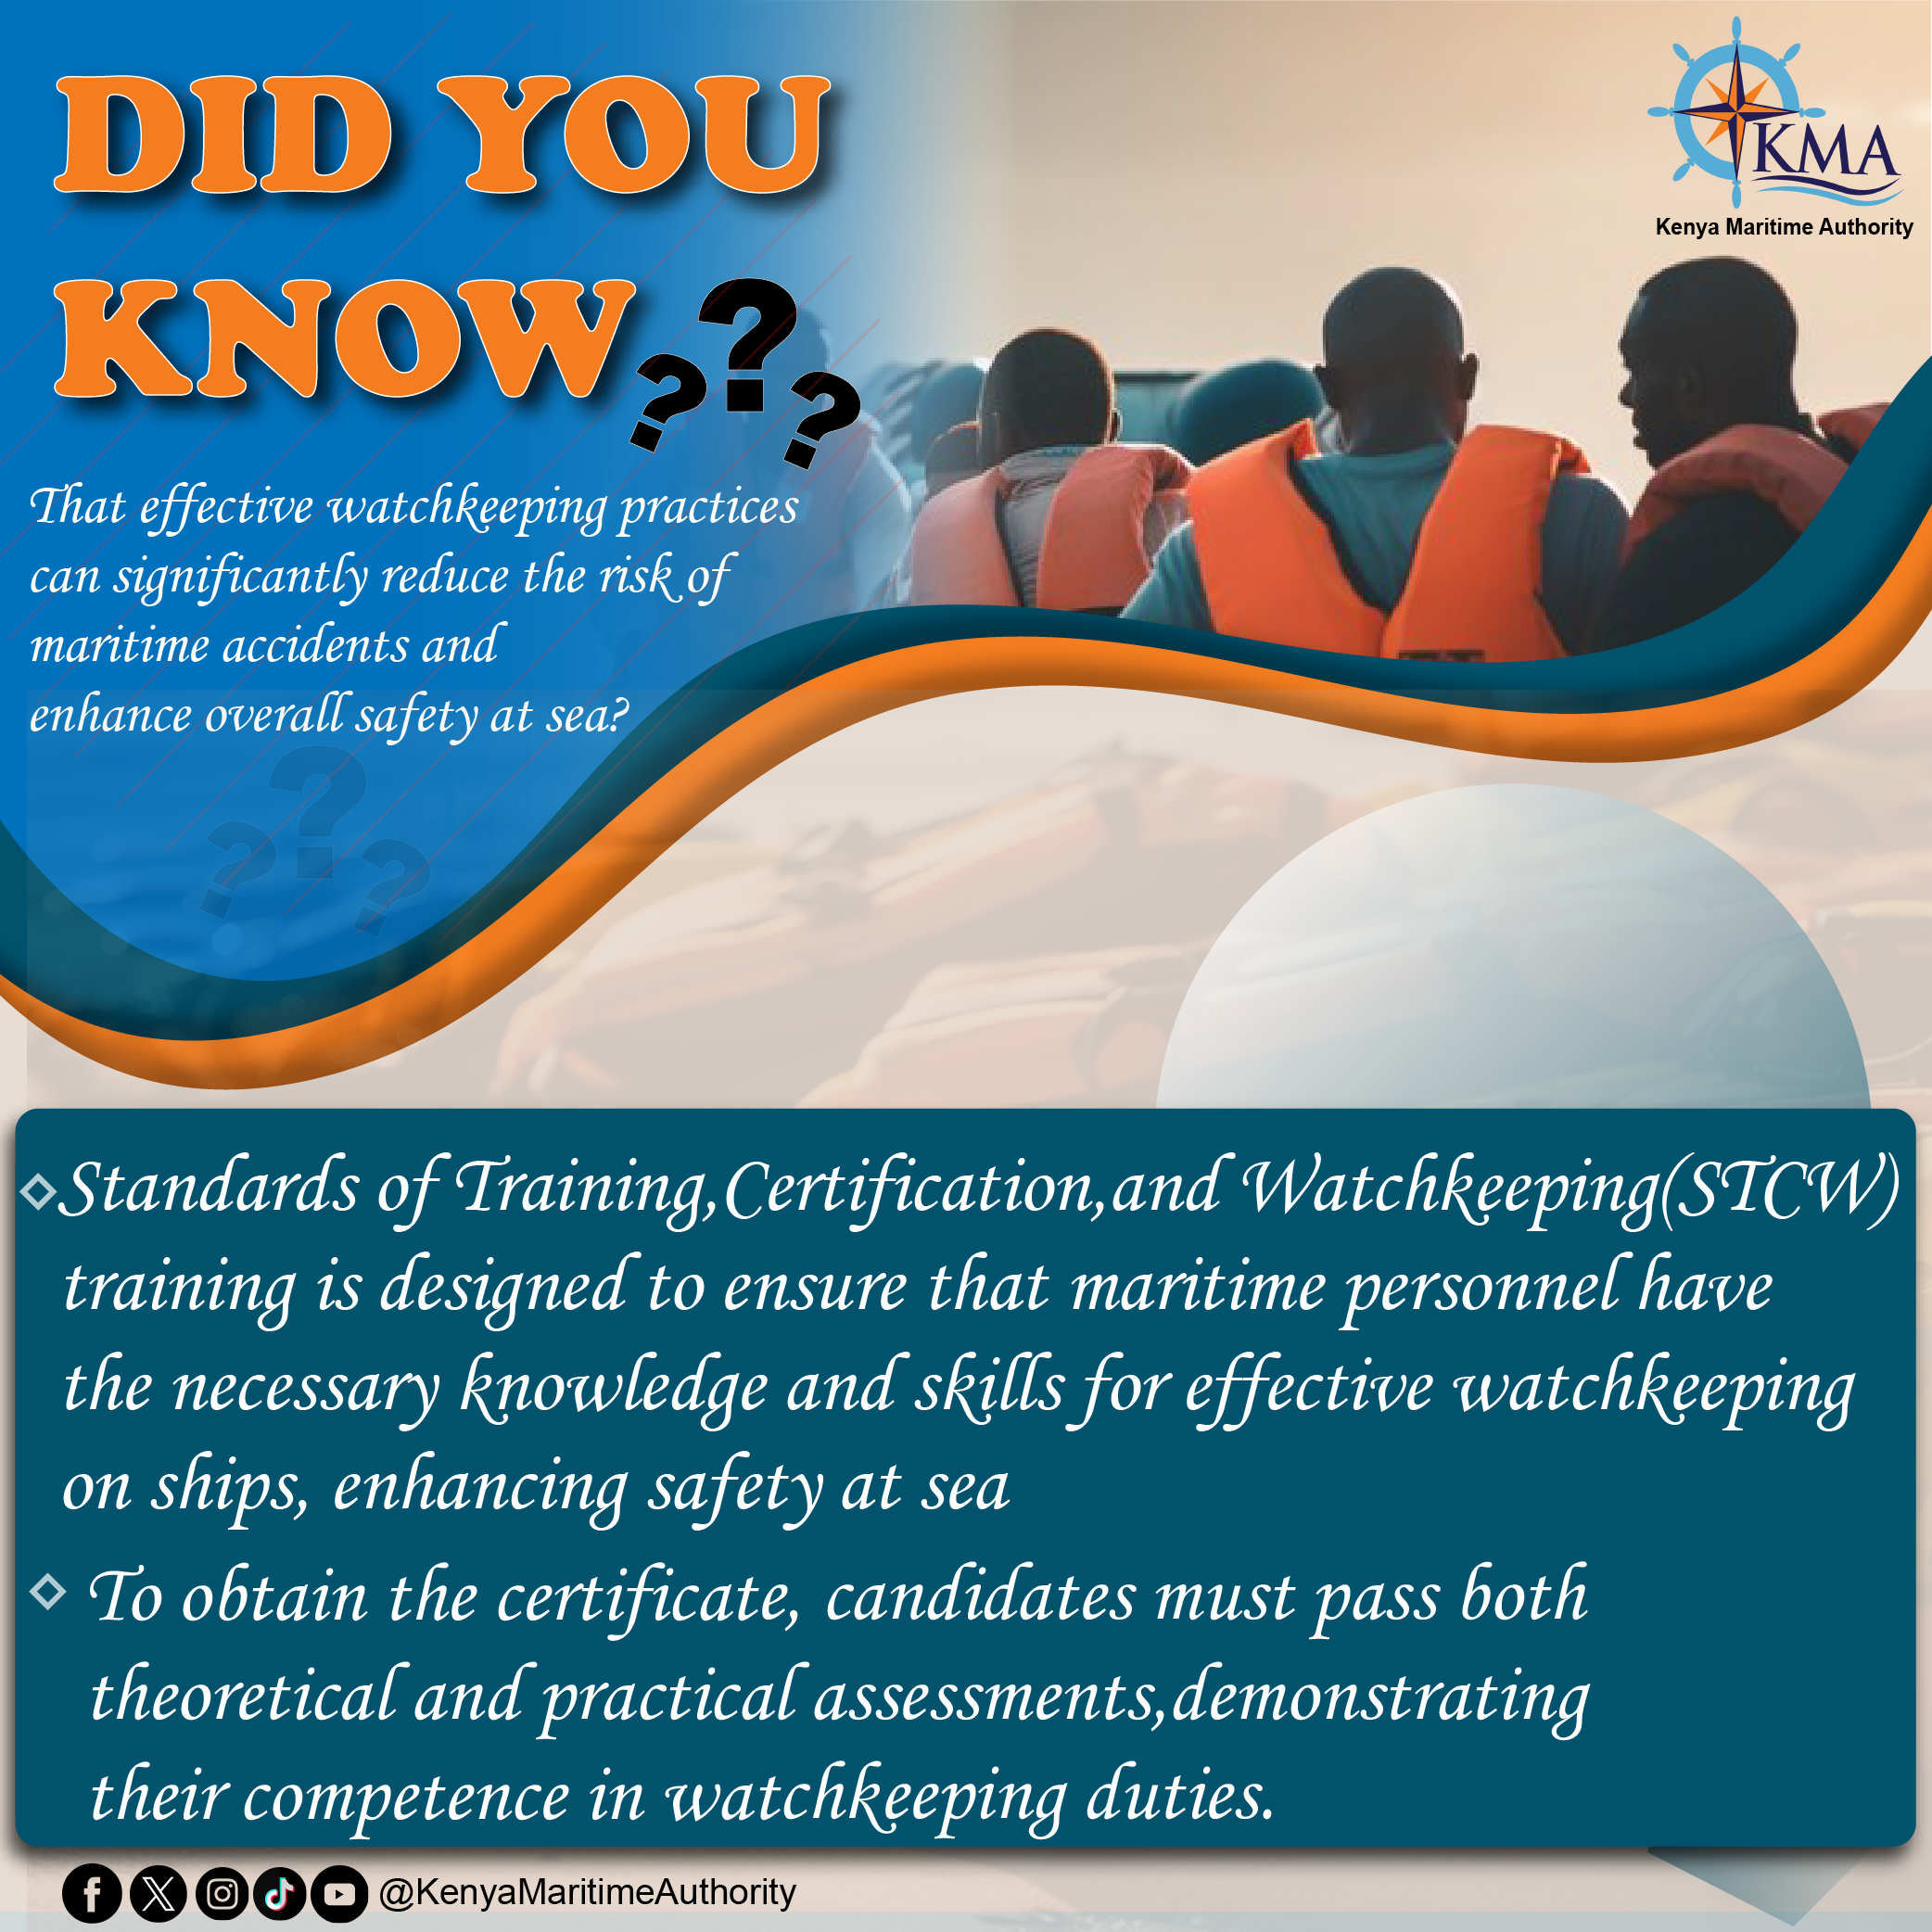 DID YOU
KNOW???
KMA
Kenya Maritime Authority
That effective watchkeeping practices
can significantly reduce the risk of
maritime accidents and
enhance overall safety at sea?
???
Standards of Training,Certification,and Watchkeeping(STCW)
training is designed to ensure that maritime personnel have
the necessary knowledge and skills for effective watchkeeping
on ships, enhancing safety at sea
To obtain the certificate, candidates must pass both
theoretical and practical assessments,demonstrating
their competence in watchkeeping duties.
@KenyaMaritimeAuthority